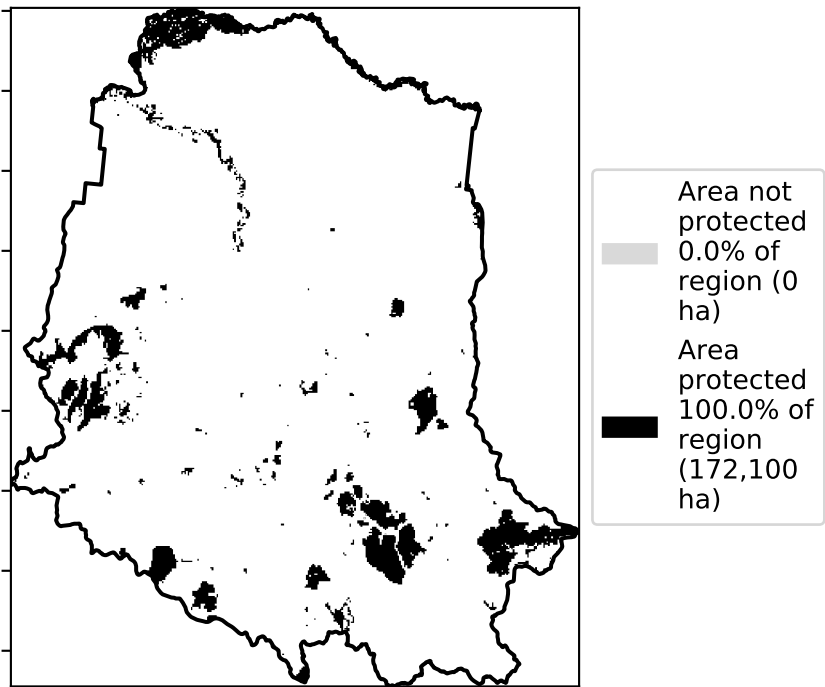 Area not
protected
0.0% of
region (0
ha)
Area
protected
100.0% of
region
(172,100
ha)